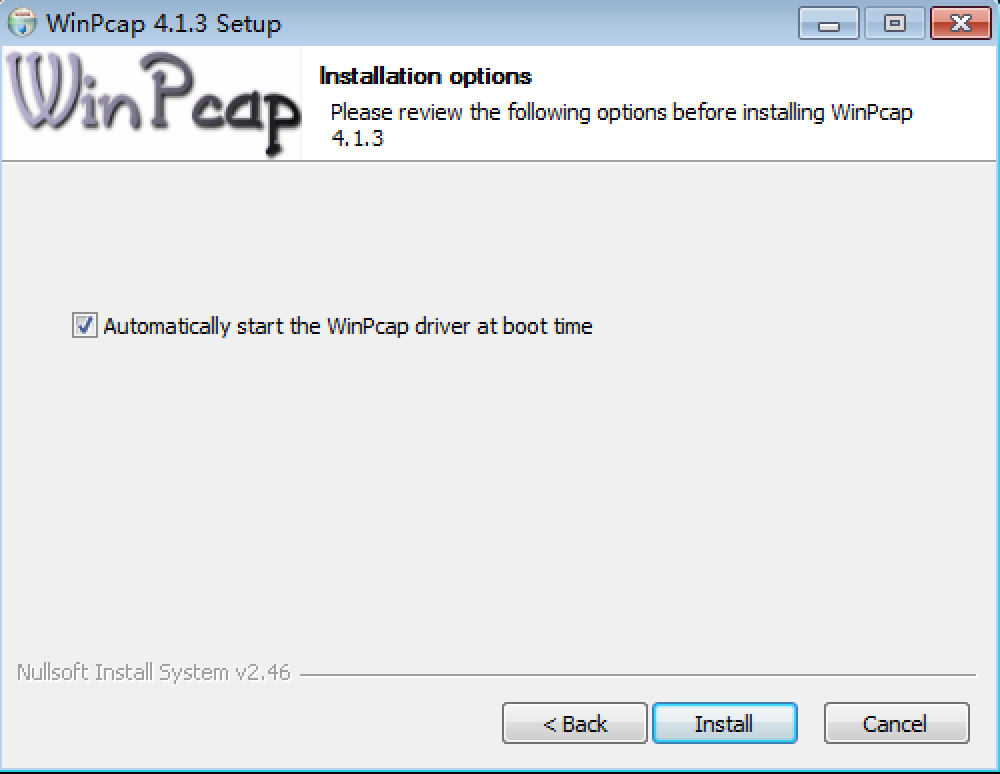 WinPcap 4.1.3 Setup
WinPcap
Installation options
Please review the following options before installing WinPcap
4.1.3
Automatically start the WinPcap driver at boot time
Nullsoft Install System v2.46
< Back
Install
Cancel